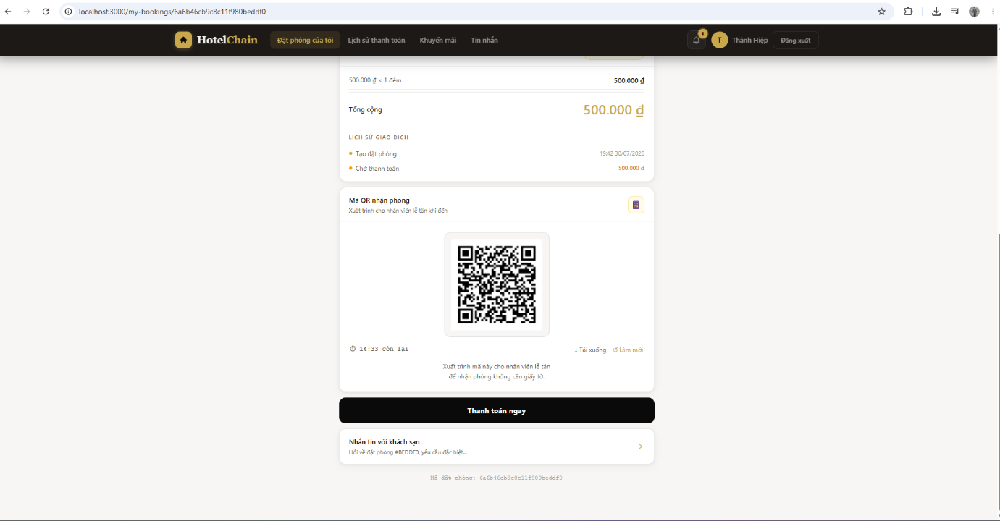 localhost:3000/my-bookings/6a6b46cb9c8c11f980beddf0
HotelChain
Đặt phòng của tôi
Lịch sử thanh toán
Khuyến mãi
Tin nhắn
1
T
Thành Hiệp
Đăng xuất
500.000 ₫ × 1 đêm
500.000 ₫
Tổng cộng
500.000 ₫
LỊCH SỬ GIAO DỊCH
Tạo đặt phòng
19:42 30/07/2026
Chờ thanh toán
500.000 ₫
Mã QR nhận phòng
Xuất trình cho nhân viên lễ tân khi đến
14:33 còn lại
↓ Tải xuống
↺ Làm mới
Xuất trình mã này cho nhân viên lễ tân
để nhận phòng không cần giấy tờ.
Thanh toán ngay
Nhắn tin với khách sạn
Hỏi về đặt phòng #BEDDF0, yêu cầu đặc biệt...
Mã đặt phòng: 6a6b46cb9c8c11f980beddf0